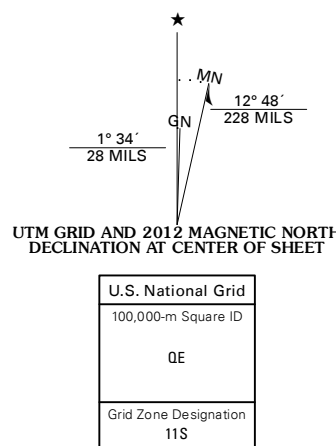 ★
MN
GN
12° 48´
228 MILS
1° 34´
28 MILS
UTM GRID AND 2012 MAGNETIC NORTH
DECLINATION AT CENTER OF SHEET
U.S. National Grid
100,000-m Square ID
QE
Grid Zone Designation
11S